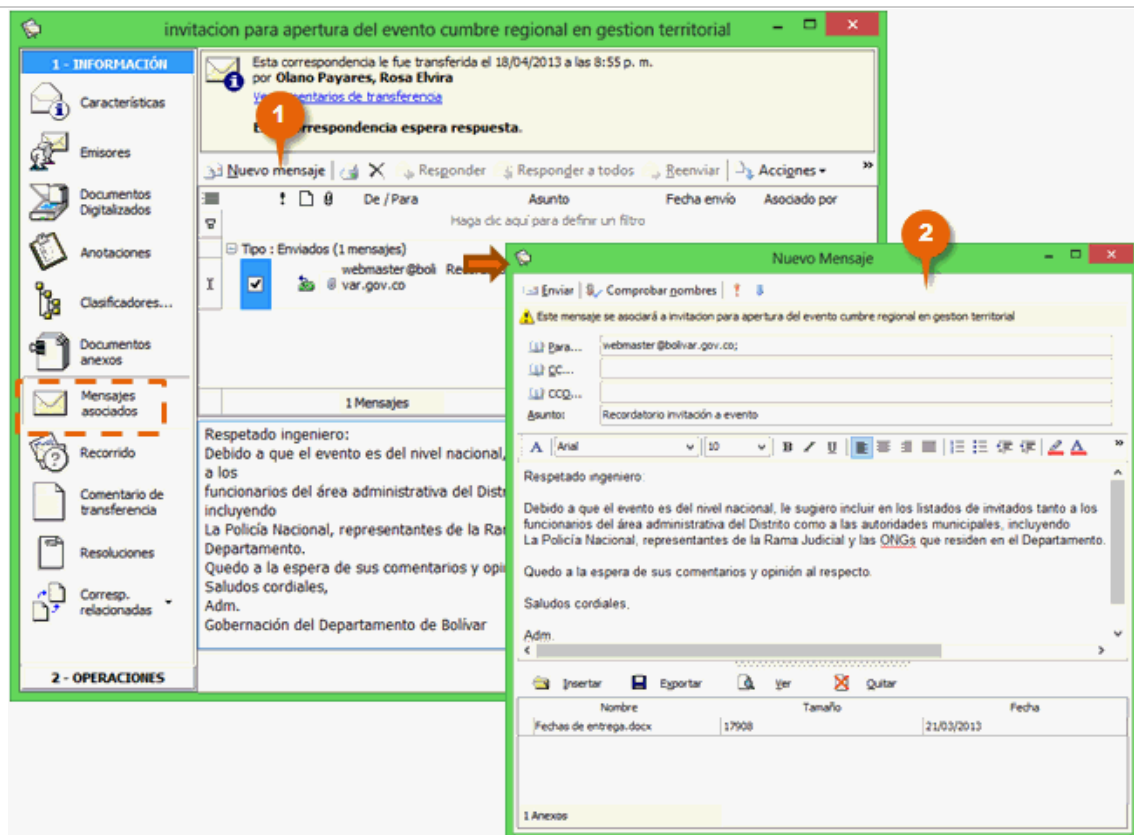 invitacion para apertura del evento cumbre regional en gestion territorial
1 - INFORMACIÓN
Características
Emisores
Documentos
Digitalizados
Anotaciones
Clasificadores...
Documentos
anexos
Mensajes
asociados
Recorrido
Comentario de
transferencia
Resoluciones
Corresp.
relacionadas
2 - OPERACIONES
Esta correspondencia le fue transferida el 18/04/2013 a las 8:55 p. m.
por Olano Payares, Rosa Elvira
de transferencia
espera respuesta.
1
Nuevo mensaje Responder Responder a todos Reenviar Acciones »
! De / Para Asunto Fecha envío Asociado por
Haga clic aquí para definir un filtro
Tipo : Enviados (1 mensajes)
webmaster@boli
var.gov.co
1 Mensajes
Respetado ingeniero:
Debido a que el evento es del nivel nacional,
a los
funcionarios del área administrativa del Distr
incluyendo
La Policía Nacional, representantes de la Ra
Departamento.
Quedo a la espera de sus comentarios y opi
Saludos cordiales,
Adm.
Gobernación del Departamento de Bolívar
2
Nuevo Mensaje
Enviar Comprobar nombres
Este mensaje se asociará a invitacion para apertura del evento cumbre regional en gestion territorial
Para... webmaster@bolivar.gov.co;
CC...
CCO...
Asunto: Recordatorio invitación a evento
A Arial 10 B U A »
Respetado ingeniero:
Debido a que el evento es del nivel nacional, le sugiero incluir en los listados de invitados tanto a los
funcionarios del área administrativa del Distrito como a las autoridades municipales, incluyendo
La Policía Nacional, representantes de la Rama Judicial y las ONGs que residen en el Departamento.
Quedo a la espera de sus comentarios y opinión al respecto.
Saludos cordiales,
Adm.
Insertar Exportar Ver Quitar
Nombre Tamaño Fecha
Fechas de entrega.docx 17908 21/03/2013
1 Anexos